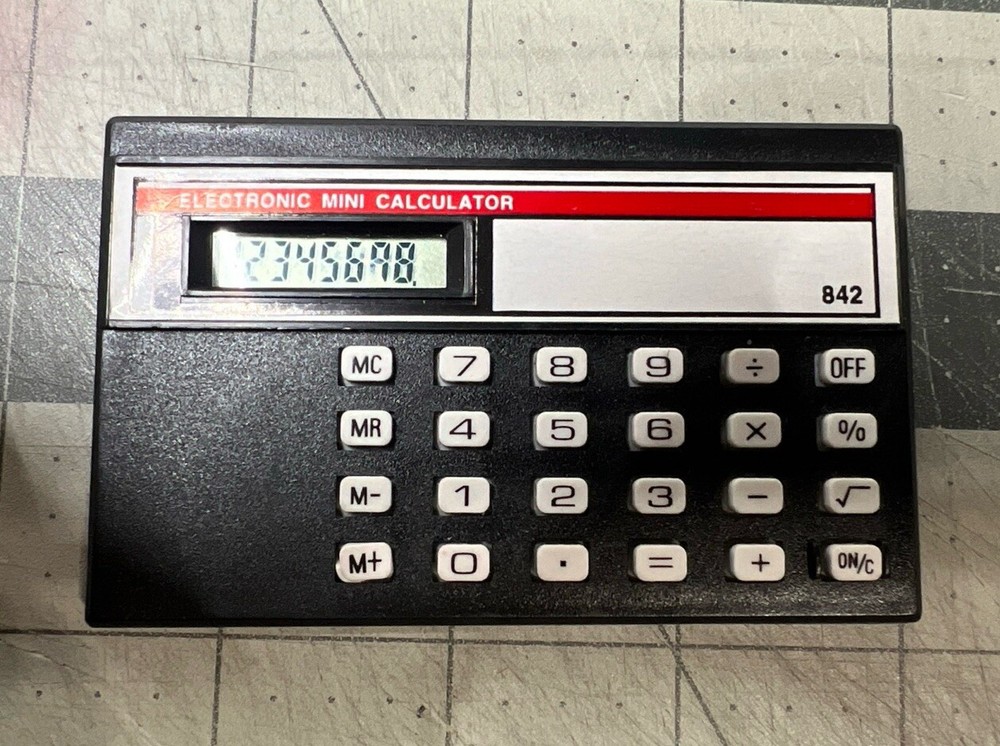 ELECTRONIC MINI CALCULATOR
12345678.
842
MC 7 8 9 ÷ OFF
MR 4 5 6 × %
M- 1 2 3 − √
M+ 0 . = + ON/C